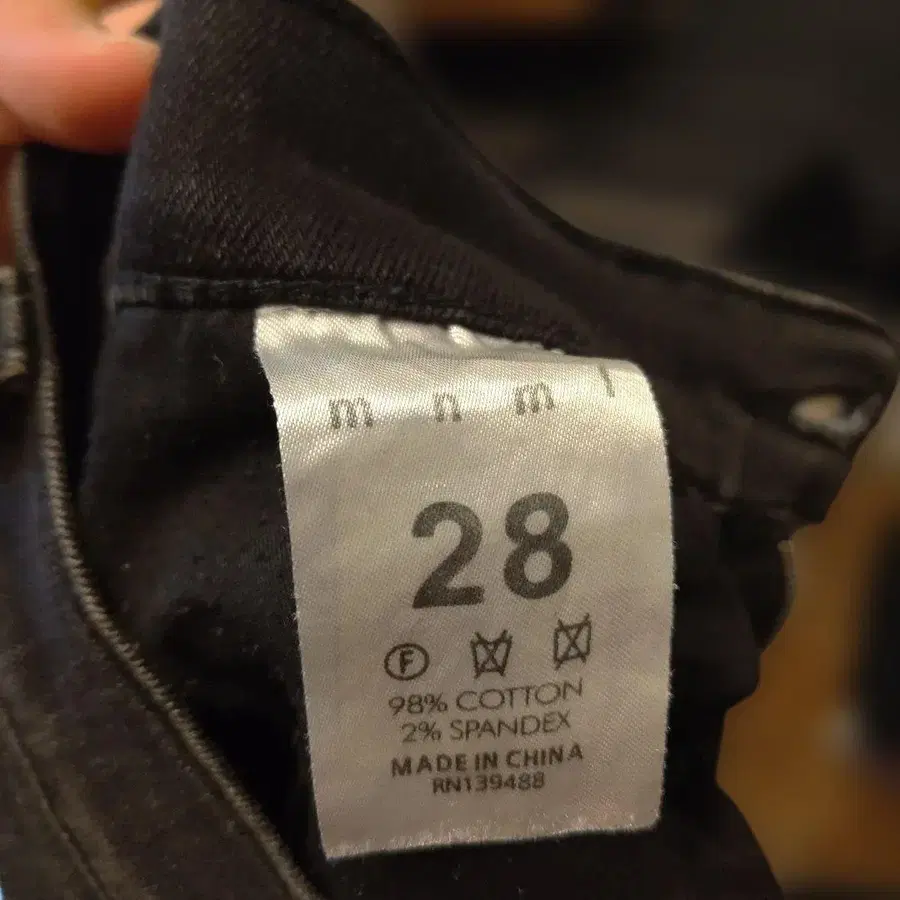 m n m l
28
F
98% COTTON
2% SPANDEX
MADE IN CHINA
RN139488